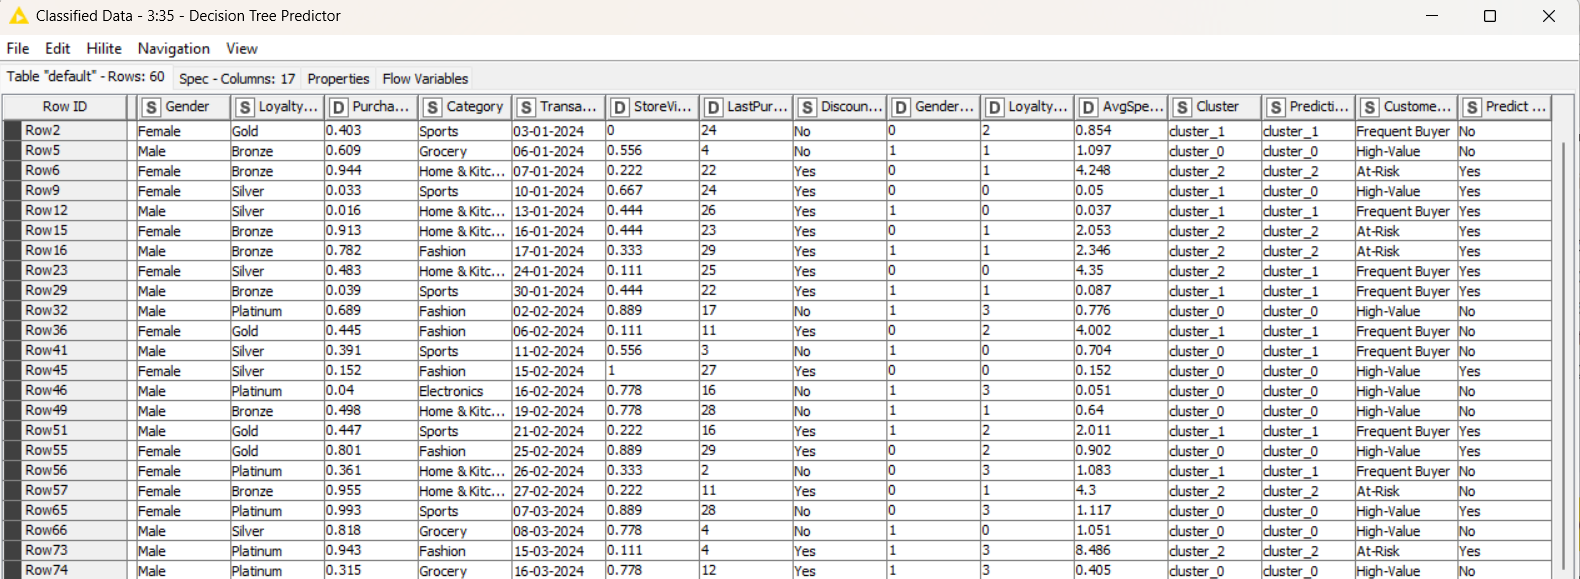 Classified Data - 3:35 - Decision Tree Predictor
File Edit Hilite Navigation View
Table "default" - Rows: 60 Spec - Columns: 17 Properties Flow Variables
Row ID S Gender S Loyalty... D Purcha... S Category S Transa... D StoreVi... D LastPur... S Discoun... D Gender... D Loyalty... D AvgSpe... S Cluster S Predicti... S Custome... S Predict ...
Row2 Female Gold 0.403 Sports 03-01-2024 0 24 No 0 2 0.854 cluster_1 cluster_1 Frequent Buyer No
Row5 Male Bronze 0.609 Grocery 06-01-2024 0.556 4 No 1 1 1.097 cluster_0 cluster_0 High-Value No
Row6 Female Bronze 0.944 Home & Kitc... 07-01-2024 0.222 22 Yes 0 1 4.248 cluster_2 cluster_2 At-Risk Yes
Row9 Female Silver 0.033 Sports 10-01-2024 0.667 24 Yes 0 0 0.05 cluster_1 cluster_0 High-Value Yes
Row12 Male Silver 0.016 Home & Kitc... 13-01-2024 0.444 26 Yes 1 0 0.037 cluster_1 cluster_1 Frequent Buyer Yes
Row15 Female Bronze 0.913 Home & Kitc... 16-01-2024 0.444 23 Yes 0 1 2.053 cluster_2 cluster_2 At-Risk Yes
Row16 Male Bronze 0.782 Fashion 17-01-2024 0.333 29 Yes 1 1 2.346 cluster_2 cluster_2 At-Risk Yes
Row23 Female Silver 0.483 Home & Kitc... 24-01-2024 0.111 25 Yes 0 0 4.35 cluster_2 cluster_1 Frequent Buyer Yes
Row29 Male Bronze 0.039 Sports 30-01-2024 0.444 22 Yes 1 1 0.087 cluster_1 cluster_1 Frequent Buyer Yes
Row32 Male Platinum 0.689 Fashion 02-02-2024 0.889 17 No 1 3 0.776 cluster_0 cluster_0 High-Value No
Row36 Female Gold 0.445 Fashion 06-02-2024 0.111 11 Yes 0 2 4.002 cluster_1 cluster_1 Frequent Buyer No
Row41 Male Silver 0.391 Sports 11-02-2024 0.556 3 No 1 0 0.704 cluster_0 cluster_1 Frequent Buyer No
Row45 Female Silver 0.152 Fashion 15-02-2024 1 27 Yes 0 0 0.152 cluster_0 cluster_0 High-Value Yes
Row46 Male Platinum 0.04 Electronics 16-02-2024 0.778 16 No 1 3 0.051 cluster_0 cluster_0 High-Value No
Row49 Male Bronze 0.498 Home & Kitc... 19-02-2024 0.778 28 No 1 1 0.64 cluster_0 cluster_0 High-Value No
Row51 Male Gold 0.447 Sports 21-02-2024 0.222 16 Yes 1 2 2.011 cluster_1 cluster_1 Frequent Buyer Yes
Row55 Female Gold 0.801 Fashion 25-02-2024 0.889 29 Yes 0 2 0.902 cluster_0 cluster_0 High-Value Yes
Row56 Female Platinum 0.361 Home & Kitc... 26-02-2024 0.333 2 No 0 3 1.083 cluster_1 cluster_1 Frequent Buyer No
Row57 Female Bronze 0.955 Home & Kitc... 27-02-2024 0.222 11 Yes 0 1 4.3 cluster_2 cluster_2 At-Risk No
Row65 Female Platinum 0.993 Sports 07-03-2024 0.889 28 No 0 3 1.117 cluster_0 cluster_0 High-Value Yes
Row66 Male Silver 0.818 Grocery 08-03-2024 0.778 4 No 1 0 1.051 cluster_0 cluster_0 High-Value No
Row73 Male Platinum 0.943 Fashion 15-03-2024 0.111 4 Yes 1 3 8.486 cluster_2 cluster_2 At-Risk Yes
Row74 Male Platinum 0.315 Grocery 16-03-2024 0.778 12 Yes 1 3 0.405 cluster_0 cluster_0 High-Value No